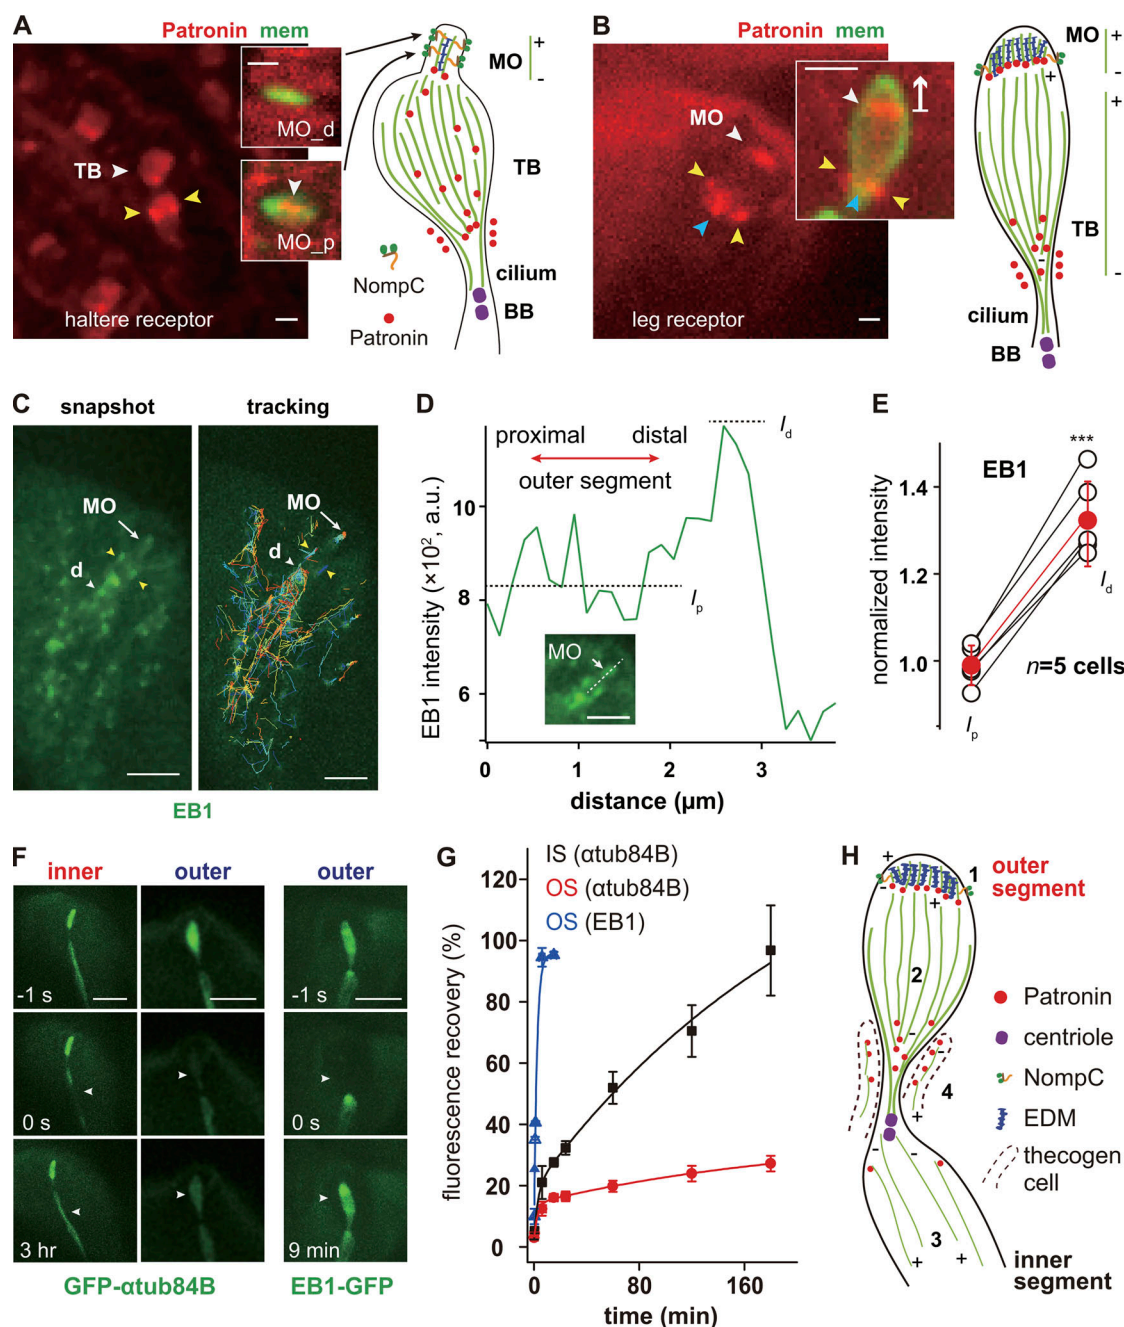 A
Patronin mem
MO_d
MO_p
TB
haltere receptor
MO
+
-
TB
NompC
cilium
BB
Patronin
B
Patronin mem
MO
leg receptor
MO
+
-
+
+
TB
-
-
cilium
BB
C
snapshot
tracking
MO
d
MO
d
EB1
D
EB1 intensity (×10², a.u.)
10
8
6
proximal
distal
outer segment
Id
Ip
MO
0
1
2
3
distance (µm)
E
normalized intensity
1.4
1.2
1.0
EB1
***
Id
n=5 cells
Ip
F
inner
outer
outer
-1 s
-1 s
0 s
0 s
3 hr
9 min
GFP-αtub84B
EB1-GFP
G
IS (αtub84B)
OS (αtub84B)
OS (EB1)
fluorescence recovery (%)
120
100
80
60
40
20
0
0
80
160
time (min)
H
+
1
outer
segment
-
+
2
-
-
4
+
-
-
3
+
+
inner
segment
Patronin
centriole
NompC
EDM
thecogen
cell